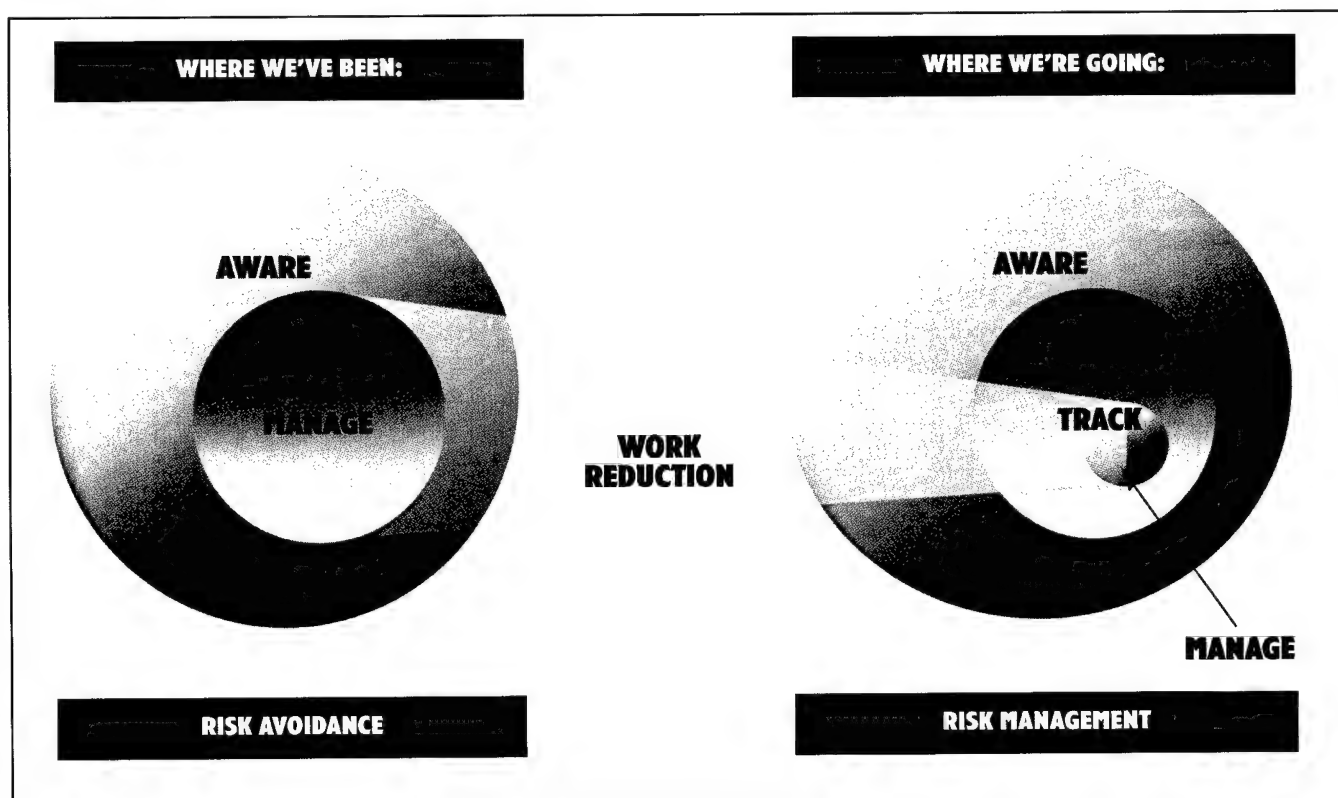 WHERE WE'VE BEEN:
AWARE
MANAGE
RISK AVOIDANCE
WORK
REDUCTION
WHERE WE'RE GOING:
AWARE
TRACK
MANAGE
RISK MANAGEMENT